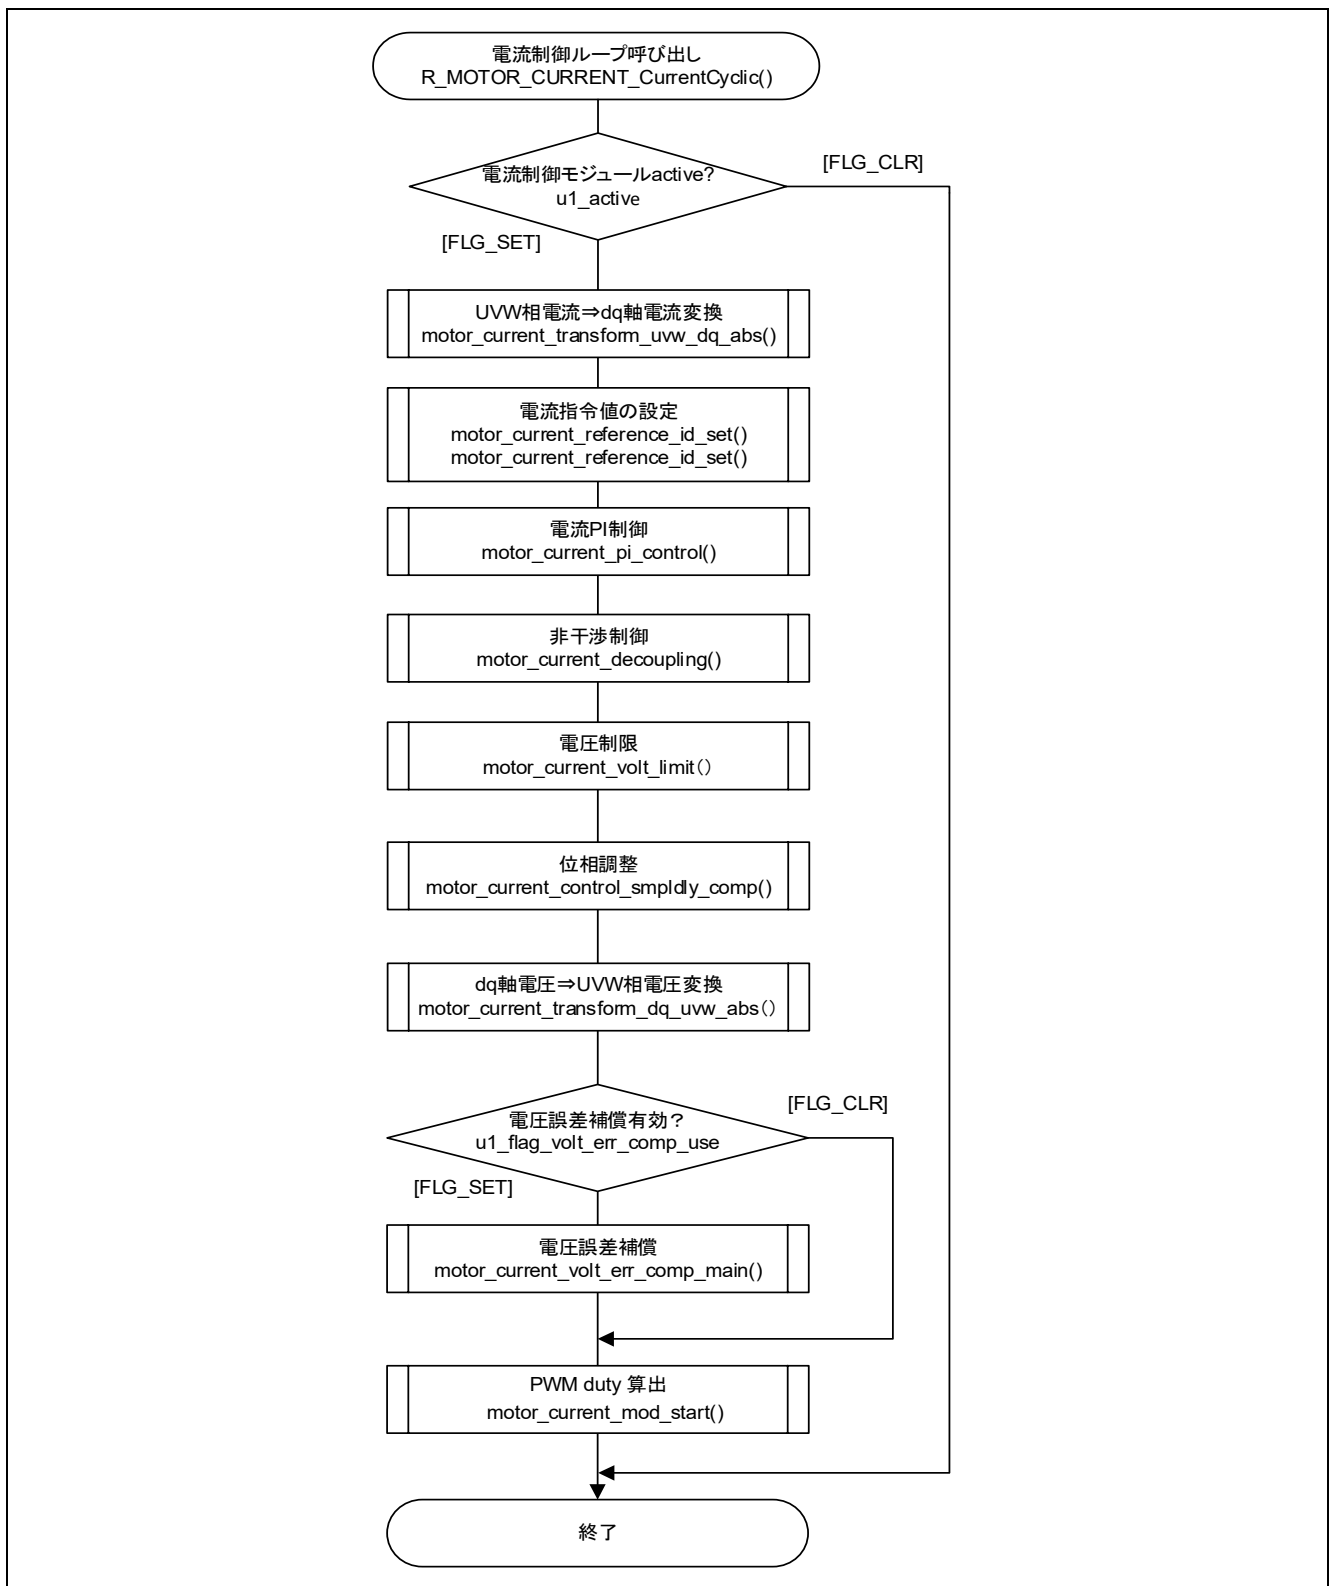 電流制御ループ呼び出し
R_MOTOR_CURRENT_CurrentCyclic()
電流制御モジュールactive?
u1_active
[FLG_CLR]
[FLG_SET]
UVW相電流⇒dq軸電流変換
motor_current_transform_uvw_dq_abs()
電流指令値の設定
motor_current_reference_id_set()
motor_current_reference_id_set()
電流PI制御
motor_current_pi_control()
非干渉制御
motor_current_decoupling()
電圧制限
motor_current_volt_limit（）
位相調整
motor_current_control_smpldly_comp()
dq軸電圧⇒UVW相電圧変換
motor_current_transform_dq_uvw_abs（）
電圧誤差補償有効？
u1_flag_volt_err_comp_use
[FLG_CLR]
[FLG_SET]
電圧誤差補償
motor_current_volt_err_comp_main()
PWM duty 算出
motor_current_mod_start()
終了